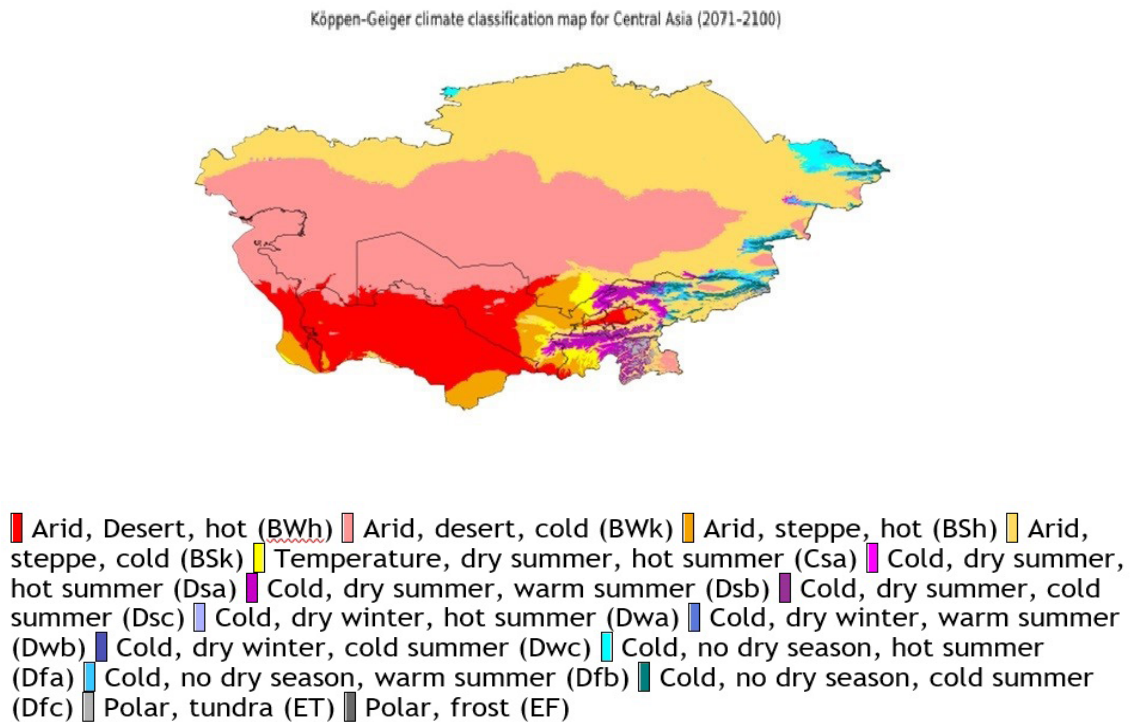 Köppen-Geiger climate classification map for Central Asia (2071-2100)
Arid, Desert, hot (BWh) Arid, desert, cold (BWk) Arid, steppe, hot (BSh) Arid,
steppe, cold (BSk) Temperature, dry summer, hot summer (Csa) Cold, dry summer,
hot summer (Dsa) Cold, dry summer, warm summer (Dsb) Cold, dry summer, cold
summer (Dsc) Cold, dry winter, hot summer (Dwa) Cold, dry winter, warm summer
(Dwb) Cold, dry winter, cold summer (Dwc) Cold, no dry season, hot summer
(Dfa) Cold, no dry season, warm summer (Dfb) Cold, no dry season, cold summer
(Dfc) Polar, tundra (ET) Polar, frost (EF)